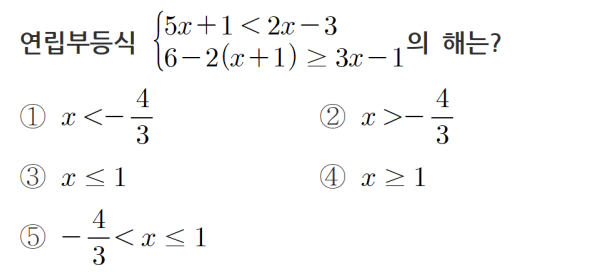 연립부등식 { 5x+1<2x-3
6-2(x+1)≥3x-1 의 해는?
① x<-4/3 ② x>-4/3
③ x≤1 ④ x≥1
⑤ -4/3<x≤1